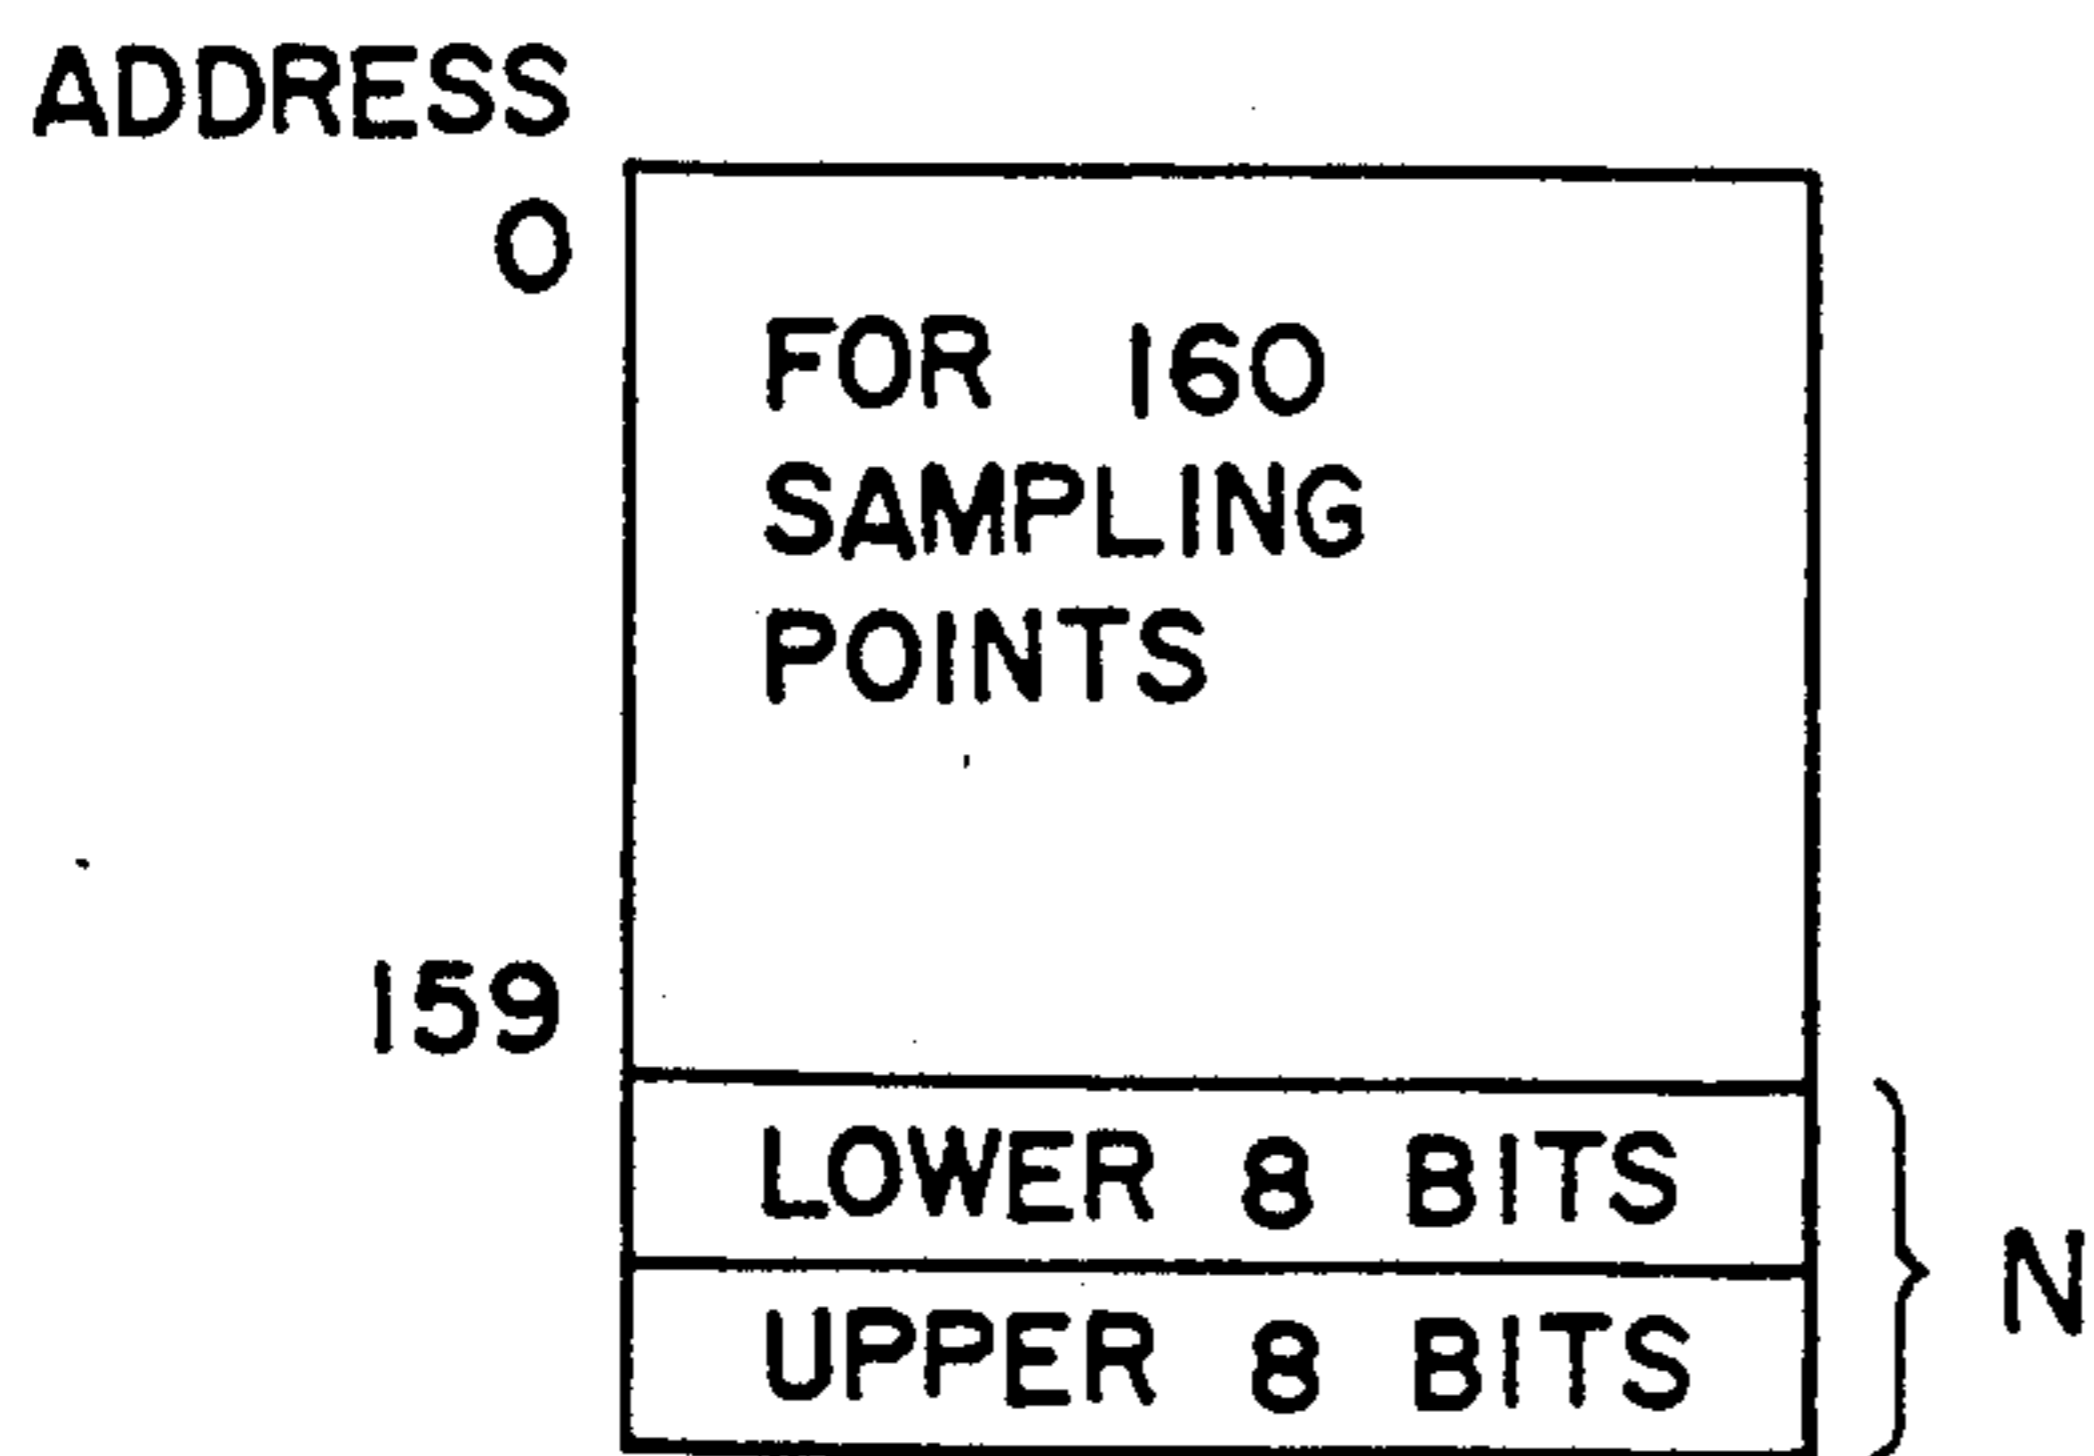 ADDRESS
0
FOR 160
SAMPLING
POINTS
159
LOWER 8 BITS
N
UPPER 8 BITS